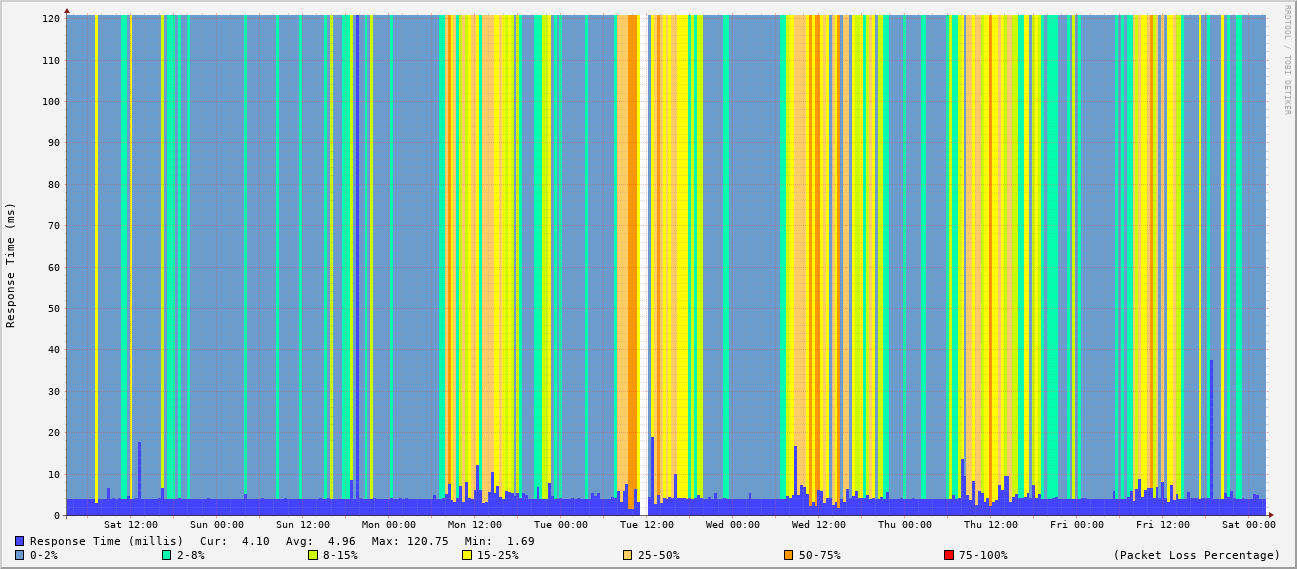 RRDTOOL / TOBI OETIKER
Response Time (ms)
120
110
100
90
80
70
60
50
40
30
20
10
0
Sat 12:00 Sun 00:00 Sun 12:00 Mon 00:00 Mon 12:00 Tue 00:00 Tue 12:00 Wed 00:00 Wed 12:00 Thu 00:00 Thu 12:00 Fri 00:00 Fri 12:00 Sat 00:00
Response Time (millis) Cur: 4.10 Avg: 4.96 Max: 120.75 Min: 1.69
0-2% 2-8% 8-15% 15-25% 25-50% 50-75% 75-100% (Packet Loss Percentage)